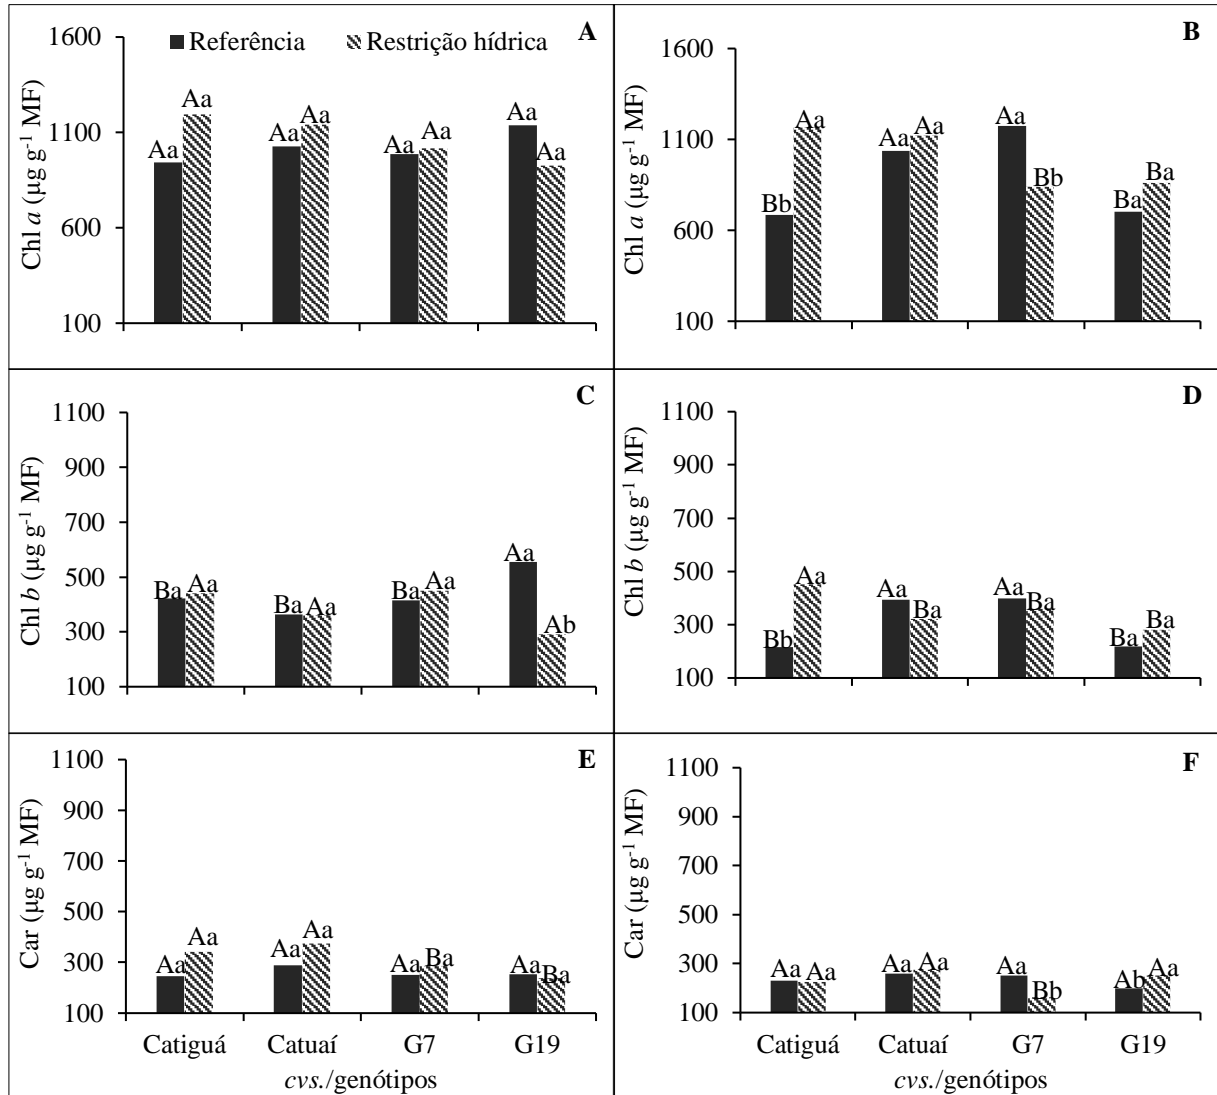 A
Referência Restrição hídrica
Chl a (µg g⁻¹ MF)
1600
1100
600
100
Aa Aa Aa Aa Aa Aa Aa Aa
B
Chl a (µg g⁻¹ MF)
1600
1100
600
100
Bb Aa Aa Aa Aa Bb Ba Ba
C
Chl b (µg g⁻¹ MF)
1100
900
700
500
300
100
Ba Aa Ba Aa Ba Aa Aa Ab
D
Chl b (µg g⁻¹ MF)
1100
900
700
500
300
100
Bb Aa Aa Ba Aa Ba Ba Ba
E
Car (µg g⁻¹ MF)
1100
900
700
500
300
100
Aa Aa Aa Aa Aa Ba Aa Ba
Catiguá Catuaí G7 G19
cvs./genótipos
F
Car (µg g⁻¹ MF)
1100
900
700
500
300
100
Aa Aa Aa Aa Aa Bb Ab Aa
Catiguá Catuaí G7 G19
cvs./genótipos